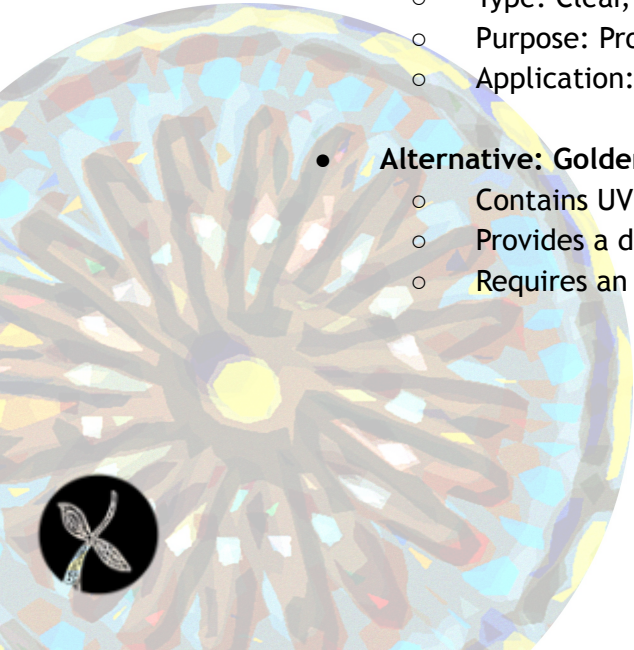 ○ Type: Clear,
○ Purpose: Pro
○ Application:
● Alternative: Golden
○ Contains UV
○ Provides a d
○ Requires an